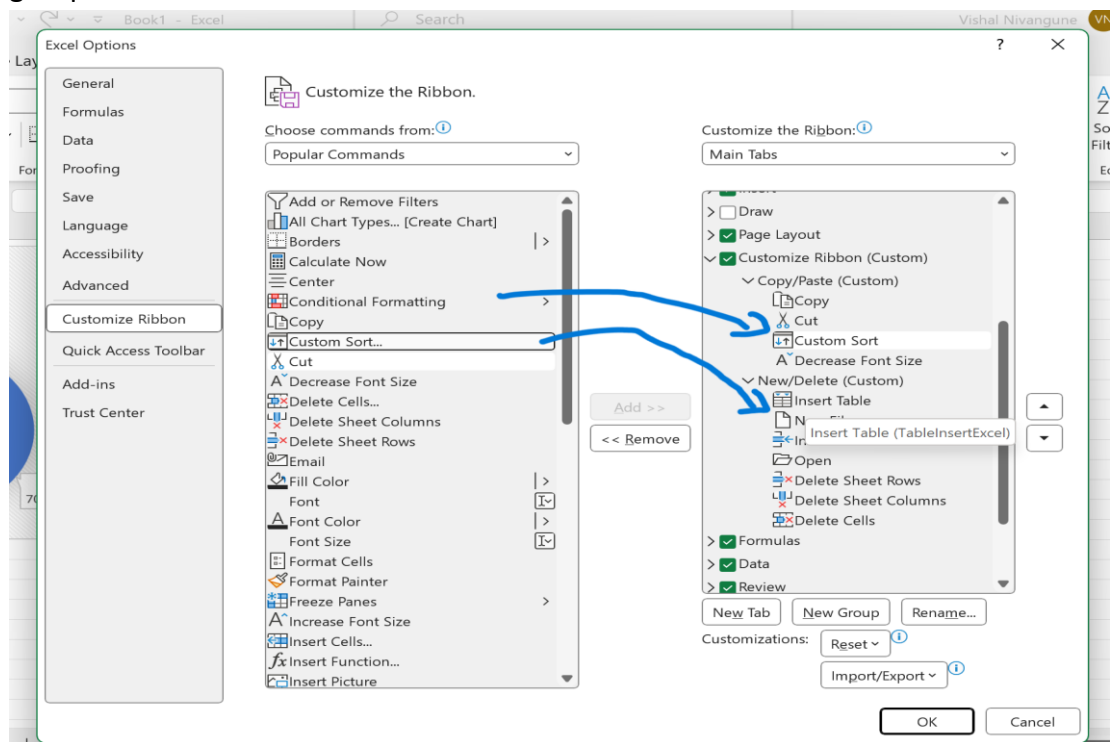 Book1 - Excel
Search
Vishal Nivangune
VN
Lay
Excel Options
?
General
Formulas
Data
Proofing
Save
Language
Accessibility
Advanced
Customize Ribbon
Quick Access Toolbar
Add-ins
Trust Center
Customize the Ribbon.
Choose commands from:
Popular Commands
Add or Remove Filters
All Chart Types... [Create Chart]
Borders
Calculate Now
Center
Conditional Formatting
Copy
Custom Sort...
Cut
Decrease Font Size
Delete Cells...
Delete Sheet Columns
Delete Sheet Rows
Email
Fill Color
Font
Font Color
Font Size
Format Cells
Format Painter
Freeze Panes
Increase Font Size
Insert Cells...
Insert Function...
Insert Picture
Add >>
<< Remove
Customize the Ribbon:
Main Tabs
Draw
Page Layout
Customize Ribbon (Custom)
Copy/Paste (Custom)
Copy
Cut
Custom Sort
Decrease Font Size
New/Delete (Custom)
Insert Table
Insert Table (TableInsertExcel)
Open
Delete Sheet Rows
Delete Sheet Columns
Delete Cells
Formulas
Data
Review
New Tab
New Group
Rename...
Customizations:
Reset
Import/Export
OK
Cancel
For
70
So
Filt